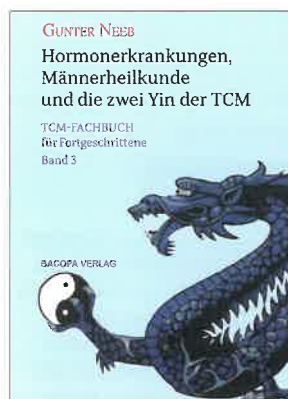 GUNTER NEEB
Hormonerkrankungen,
Männerheilkunde
und die zwei Yin der TCM
TCM-FACHBUCH
für Fortgeschrittene
Band 3
BACOPA VERLAG